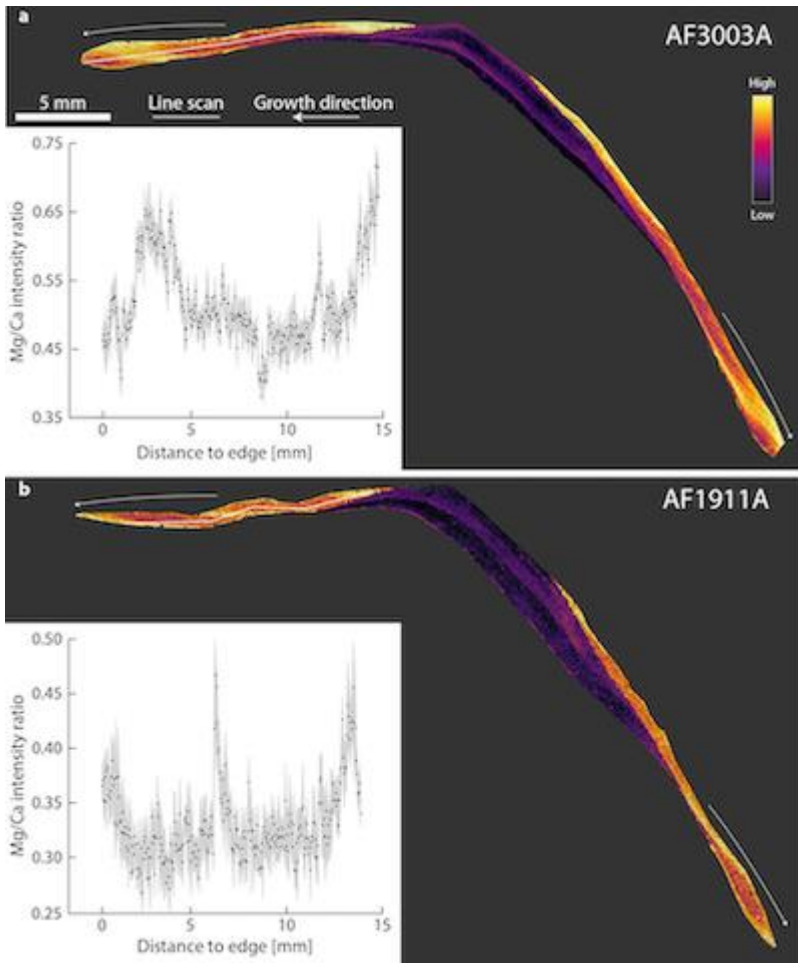 a
AF3003A
5 mm
Line scan
Growth direction
High
Low
0.75
0.65
0.55
0.45
0.35
Mg/Ca intensity ratio
0
5
10
15
Distance to edge [mm]
b
AF1911A
0.50
0.45
0.40
0.35
0.30
0.25
Mg/Ca intensity ratio
0
5
10
15
Distance to edge [mm]